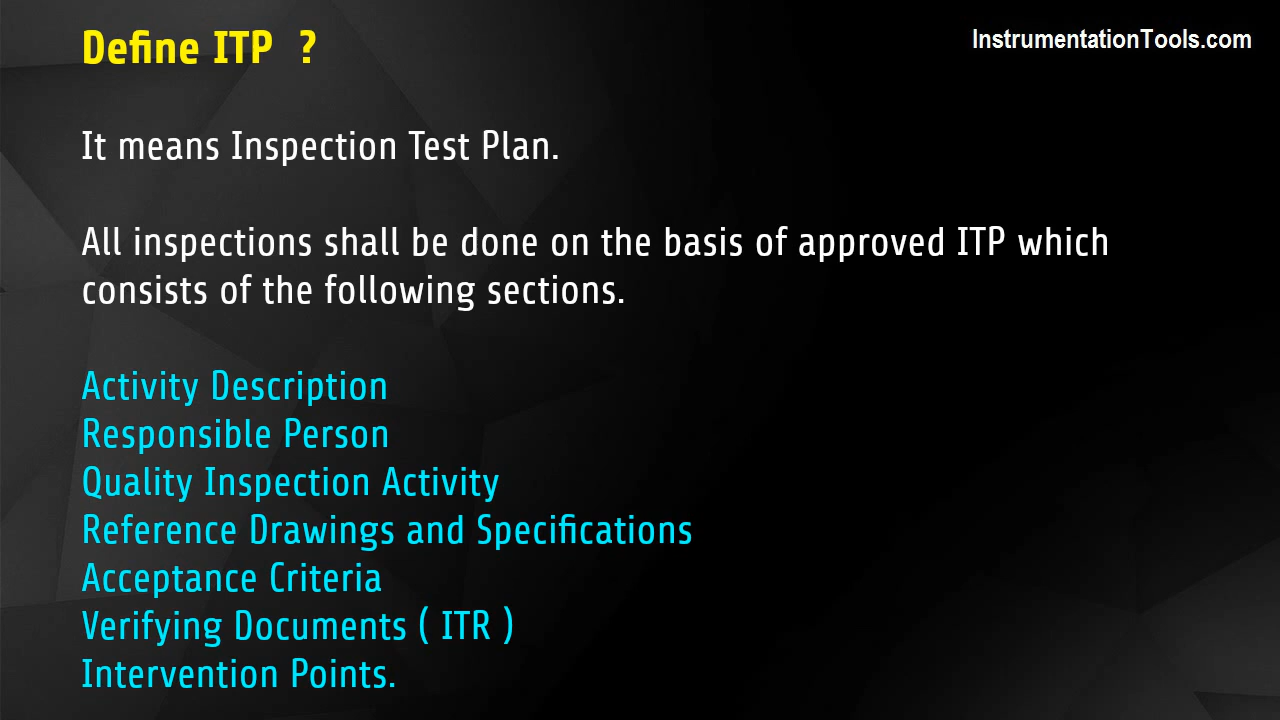 Define ITP ?
InstrumentationTools.com
It means Inspection Test Plan.
All inspections shall be done on the basis of approved ITP which
consists of the following sections.
Activity Description
Responsible Person
Quality Inspection Activity
Reference Drawings and Specifications
Acceptance Criteria
Verifying Documents ( ITR )
Intervention Points.